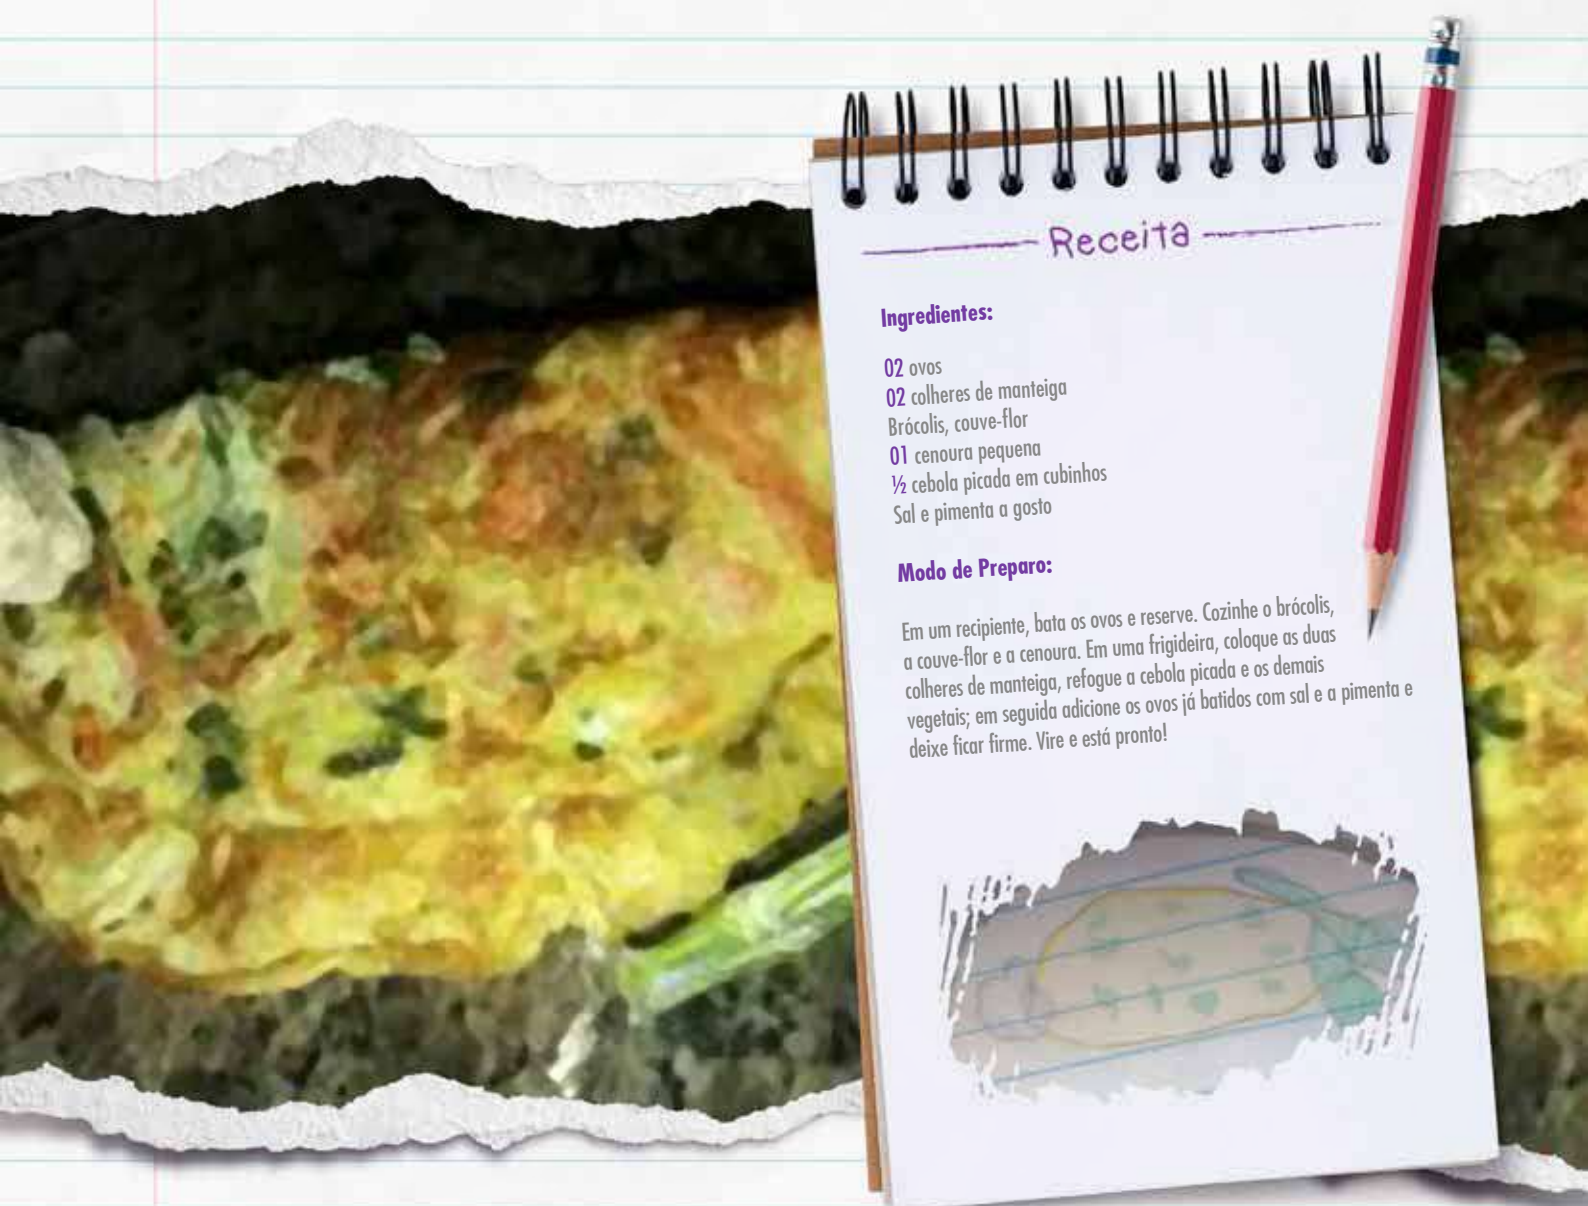 Receita
Ingredientes:
02 ovos
02 colheres de manteiga
Brócolis, couve-flor
01 cenoura pequena
½ cebola picada em cubinhos
Sal e pimenta a gosto
Modo de Preparo:
Em um recipiente, bata os ovos e reserve. Cozinhe o brócolis,
a couve-flor e a cenoura. Em uma frigideira, coloque as duas
colheres de manteiga, refogue a cebola picada e os demais
vegetais; em seguida adicione os ovos já batidos com sal e a pimenta e
deixe ficar firme. Vire e está pronto!